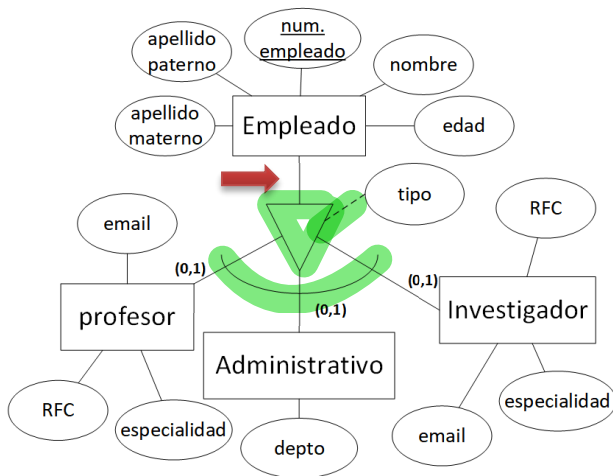 num.
empleado
apellido
paterno
nombre
apellido
materno
Empleado
edad
tipo
RFC
email
(0,1)
(0,1)
(0,1)
profesor
Investigador
Administrativo
RFC
especialidad
especialidad
depto
email